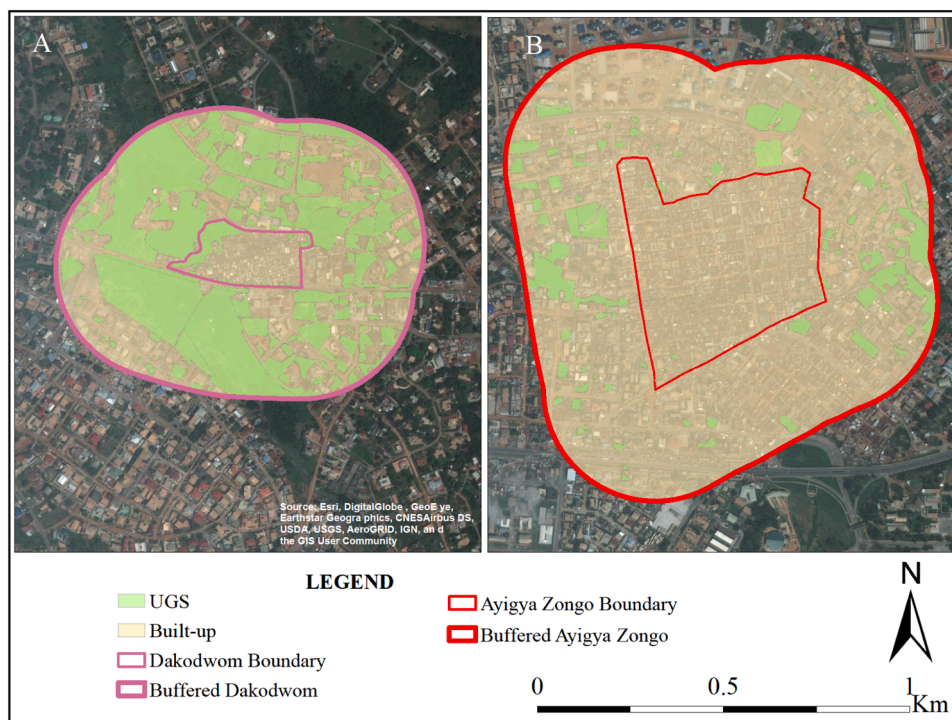 A
B
Source: Esri, DigitalGlobe , GeoE ye,
Earthstar Geogra phics, CNESAirbus DS,
USDA, USGS, AeroGRID, IGN, an d
the GIS User Community
LEGEND
UGS
Built-up
Dakodwom Boundary
Buffered Dakodwom
Ayigya Zongo Boundary
Buffered Ayigya Zongo
N
0 0.5 1
Km